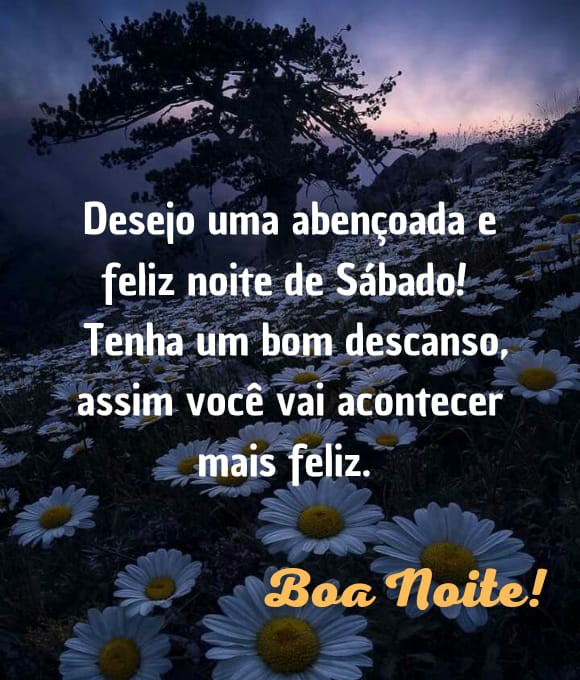 Desejo uma abençoada e
feliz noite de Sábado!
Tenha um bom descanso,
assim você vai acontecer
mais feliz.
Boa Noite!